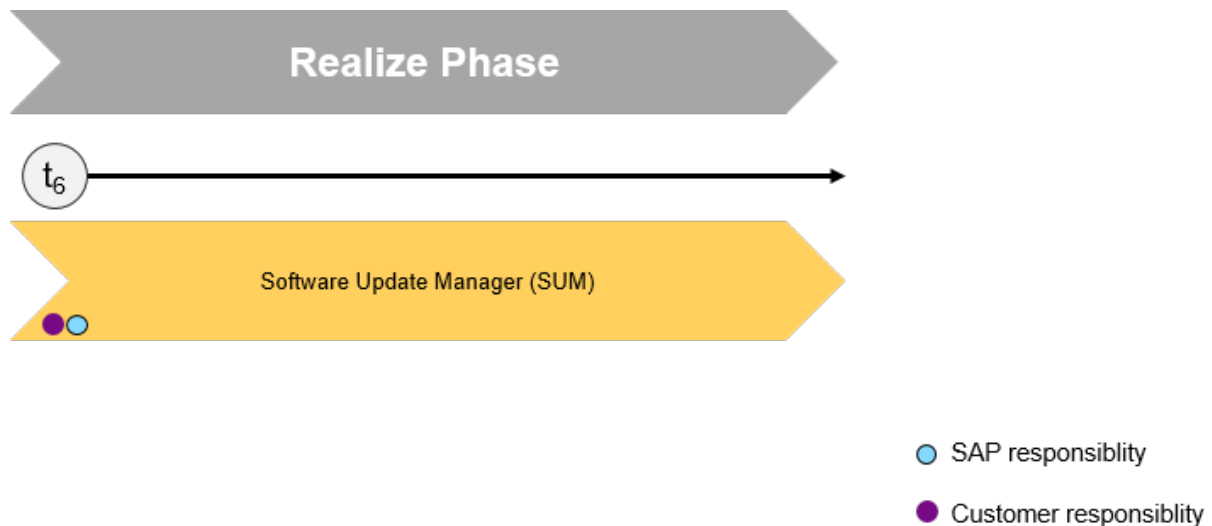 Realize Phase
t₆
Software Update Manager (SUM)
SAP responsiblity
Customer responsiblity